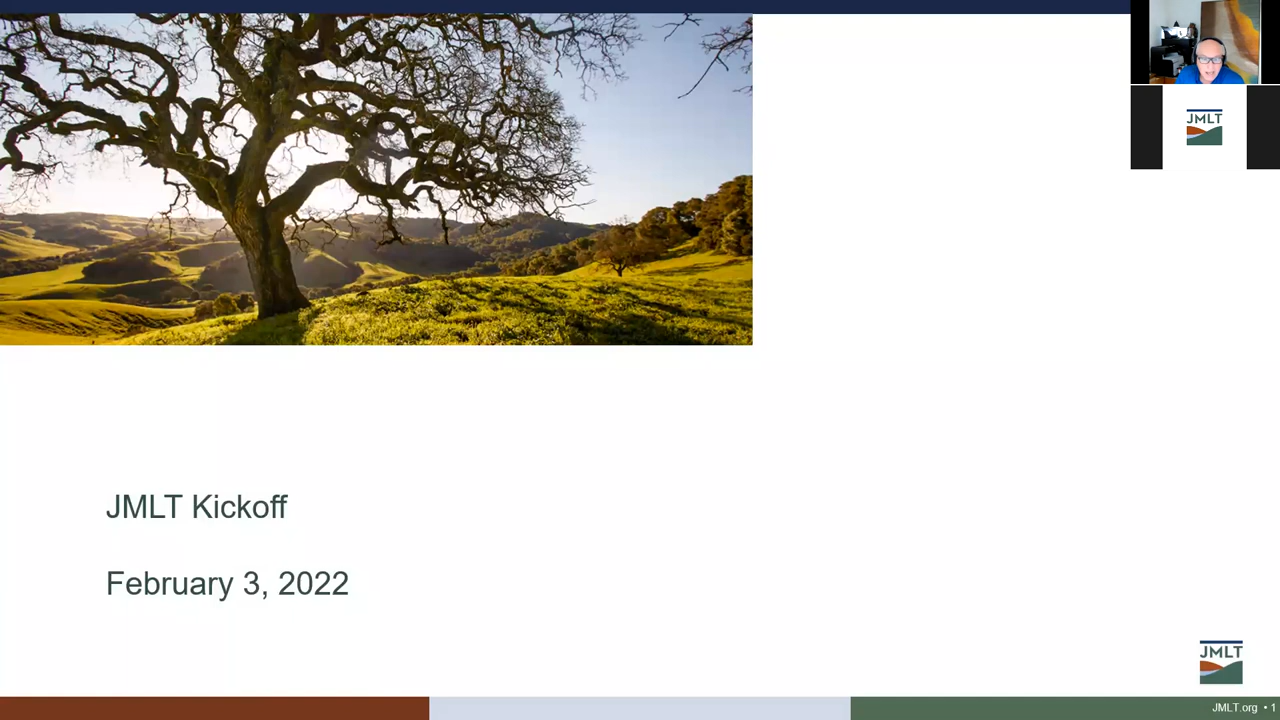 JMLT
JMLT Kickoff
February 3, 2022
JMLT
JMLT.org • 1